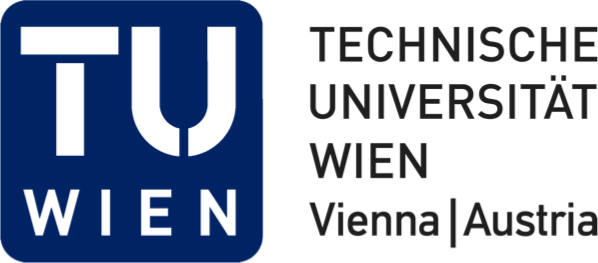 TU
WIEN
TECHNISCHE
UNIVERSITÄT
WIEN
Vienna|Austria